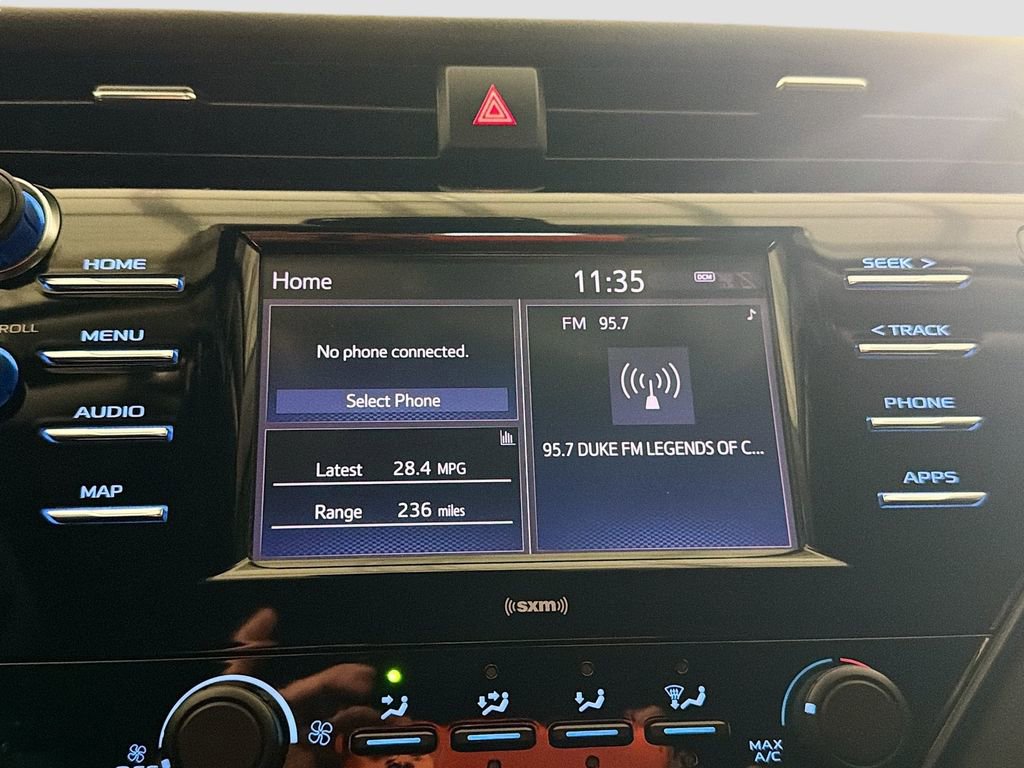 HOME
MENU
ROLL
AUDIO
MAP
Home
11:35
DCM
No phone connected.
Select Phone
Latest 28.4 MPG
Range 236 miles
FM 95.7
95.7 DUKE FM LEGENDS OF C...
SEEK >
< TRACK
PHONE
APPS
((sxm))
MAX
A/C